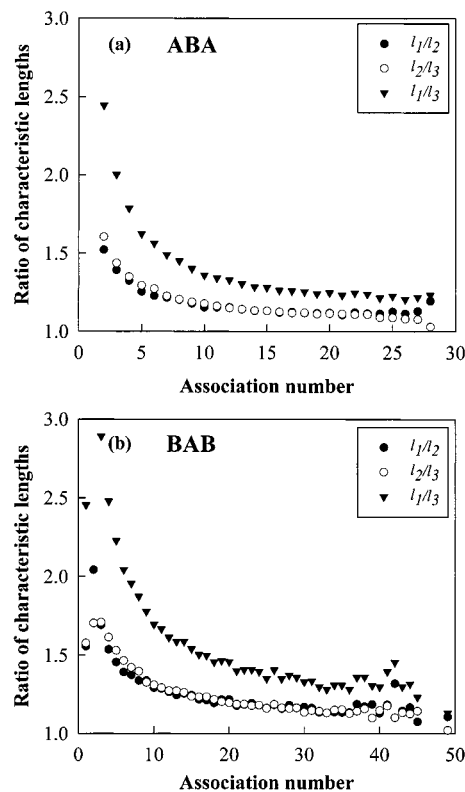 3.0
(a) ABA
l1/l2
l2/l3
l1/l3
2.5
2.0
1.5
1.0
Ratio of characteristic lengths
0 5 10 15 20 25 30
Association number
3.0
(b) BAB
l1/l2
l2/l3
l1/l3
2.5
2.0
1.5
1.0
Ratio of characteristic lengths
0 10 20 30 40 50
Association number